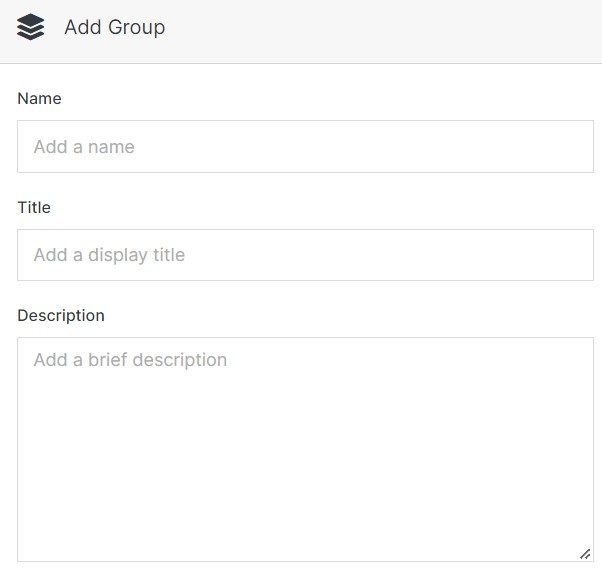 Add Group
Name
Add a name
Title
Add a display title
Description
Add a brief description